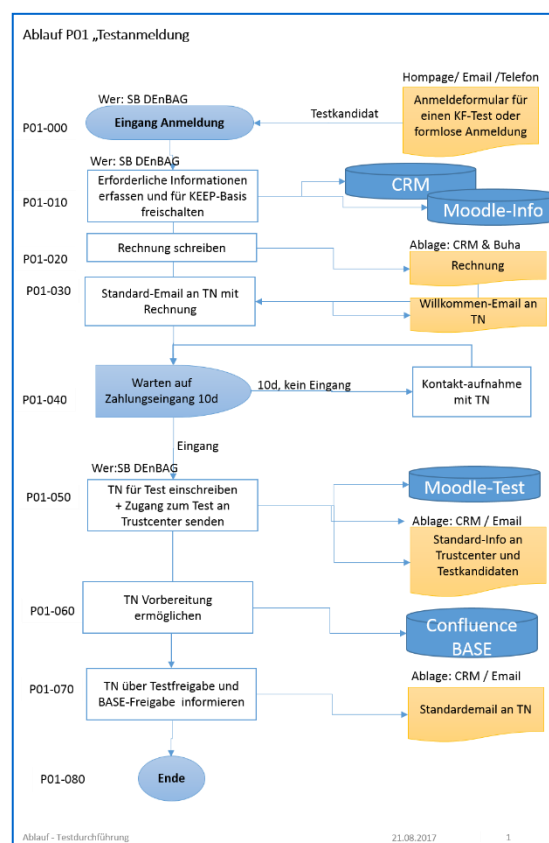 Ablauf P01 „Testanmeldung
Hompage/ Email /Telefon
Wer: SB DEnBAG
Testkandidat
Anmeldeformular für
einen KF-Test oder
formlose Anmeldung
P01-000
Eingang Anmeldung
Wer: SB DEnBAG
P01-010
Erforderliche Informationen
erfassen und für KEEP-Basis
freischalten
CRM
Moodle-Info
P01-020
Rechnung schreiben
Ablage: CRM & Buha
Rechnung
P01-030
Standard-Email an TN mit
Rechnung
Willkommen-Email an
TN
P01-040
Warten auf
Zahlungseingang 10d
10d, kein Eingang
Kontakt-aufnahme
mit TN
Eingang
Wer:SB DEnBAG
P01-050
TN für Test einschreiben
+ Zugang zum Test an
Trustcenter senden
Moodle-Test
Ablage: CRM / Email
Standard-Info an
Trustcenter und
Testkandidaten
P01-060
TN Vorbereitung
ermöglichen
Confluence
BASE
P01-070
TN über Testfreigabe und
BASE-Freigabe informieren
Ablage: CRM / Email
Standardemail an TN
P01-080
Ende
Ablauf - Testdurchführung
21.08.2017
1